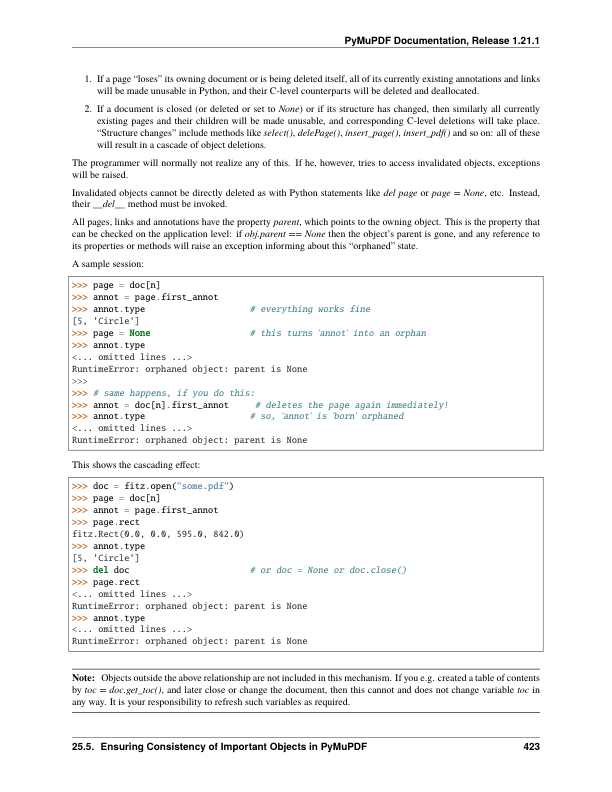 PyMuPDF Documentation, Release 1.21.1
1. If a page “loses” its owning document or is being deleted itself, all of its currently existing annotations and links
will be made unusable in Python, and their C-level counterparts will be deleted and deallocated.
2. If a document is closed (or deleted or set to None) or if its structure has changed, then similarly all currently
existing pages and their children will be made unusable, and corresponding C-level deletions will take place.
“Structure changes” include methods like select(), delePage(), insert_page(), insert_pdf() and so on: all of these
will result in a cascade of object deletions.
The programmer will normally not realize any of this. If he, however, tries to access invalidated objects, exceptions
will be raised.
Invalidated objects cannot be directly deleted as with Python statements like del page or page = None, etc. Instead,
their __del__ method must be invoked.
All pages, links and annotations have the property parent, which points to the owning object. This is the property that
can be checked on the application level: if obj.parent == None then the object’s parent is gone, and any reference to
its properties or methods will raise an exception informing about this “orphaned” state.
A sample session:
>>> page = doc[n]
>>> annot = page.first_annot
>>> annot.type # everything works fine
[5, 'Circle']
>>> page = None # this turns 'annot' into an orphan
>>> annot.type
<... omitted lines ...>
RuntimeError: orphaned object: parent is None
>>>
>>> # same happens, if you do this:
>>> annot = doc[n].first_annot # deletes the page again immediately!
>>> annot.type # so, 'annot' is 'born' orphaned
<... omitted lines ...>
RuntimeError: orphaned object: parent is None
This shows the cascading effect:
>>> doc = fitz.open("some.pdf")
>>> page = doc[n]
>>> annot = page.first_annot
>>> page.rect
fitz.Rect(0.0, 0.0, 595.0, 842.0)
>>> annot.type
[5, 'Circle']
>>> del doc # or doc = None or doc.close()
>>> page.rect
<... omitted lines ...>
RuntimeError: orphaned object: parent is None
>>> annot.type
<... omitted lines ...>
RuntimeError: orphaned object: parent is None
Note: Objects outside the above relationship are not included in this mechanism. If you e.g. created a table of contents
by toc = doc.get_toc(), and later close or change the document, then this cannot and does not change variable toc in
any way. It is your responsibility to refresh such variables as required.
25.5. Ensuring Consistency of Important Objects in PyMuPDF 423